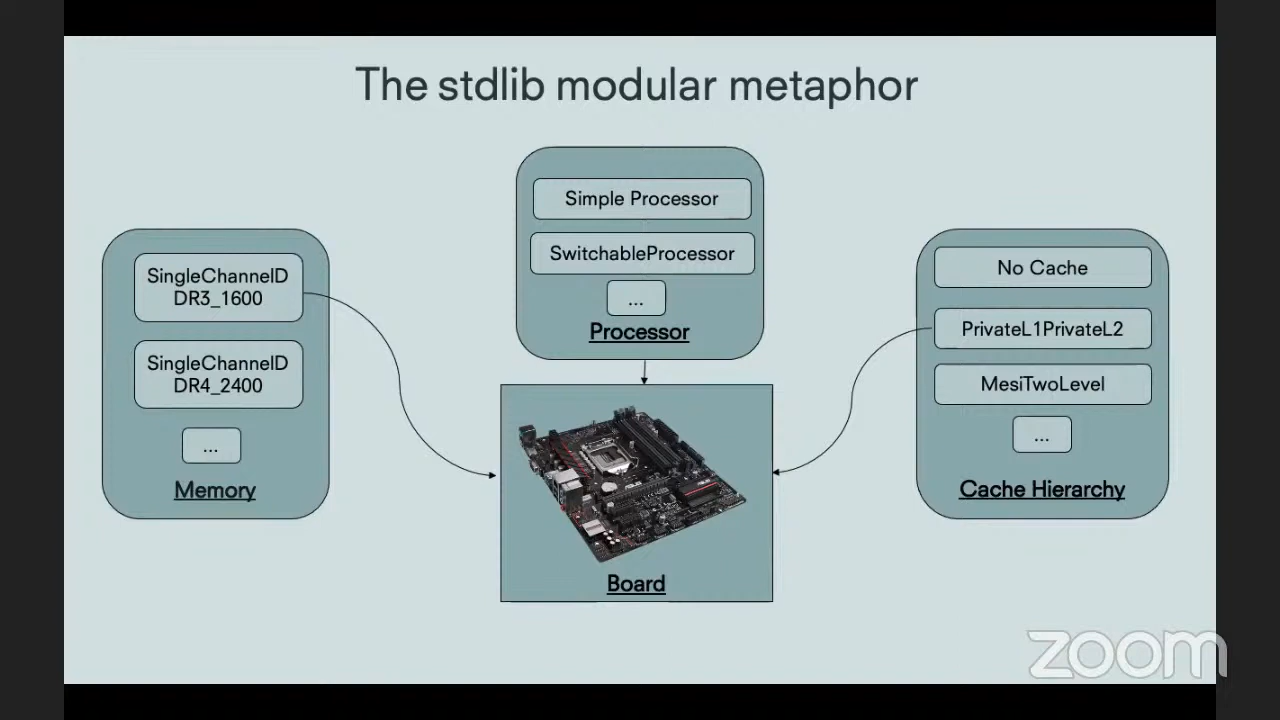 The stdlib modular metaphor
SingleChannelD
DR3_1600
SingleChannelD
DR4_2400
...
Memory
Simple Processor
SwitchableProcessor
...
Processor
No Cache
PrivateL1PrivateL2
MesiTwoLevel
...
Cache Hierarchy
Board
zoom